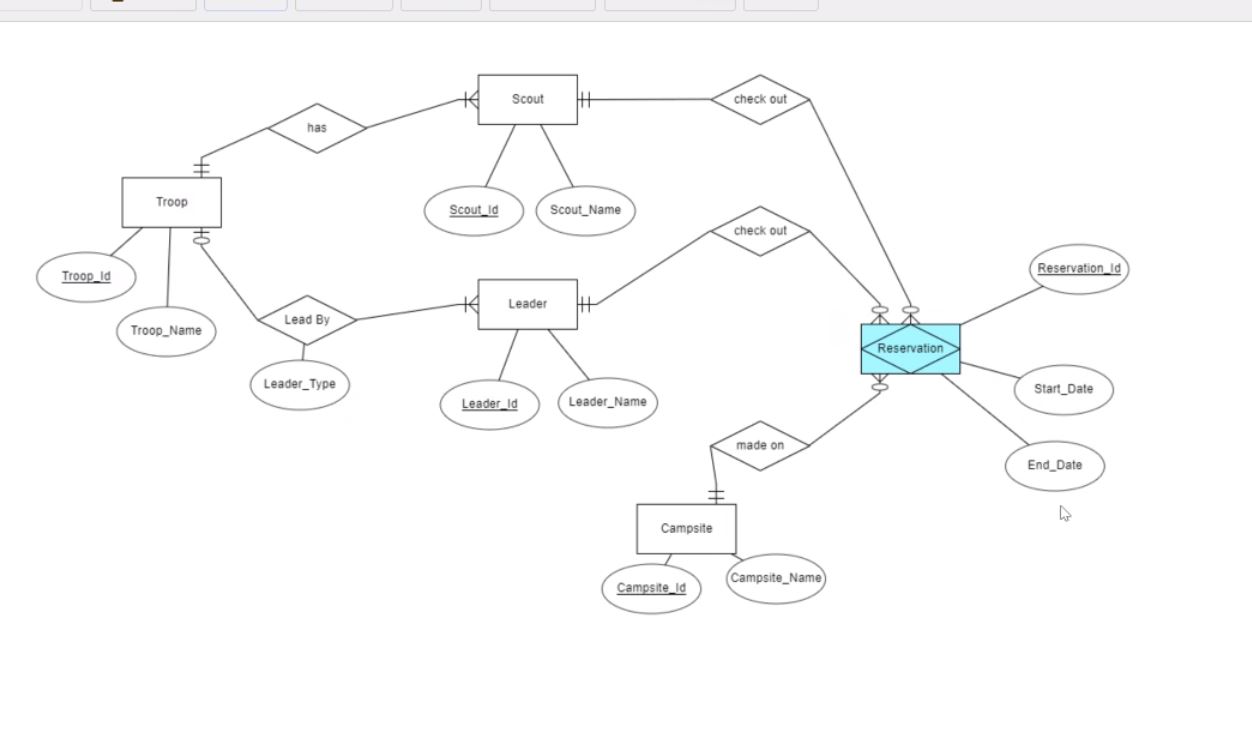 Scout
check out
has
Troop
Scout_Id
Scout_Name
check out
Troop_Id
Reservation_Id
Leader
Lead By
Troop_Name
Reservation
Leader_Type
Start_Date
Leader_Id
Leader_Name
made on
End_Date
Campsite
Campsite_Id
Campsite_Name